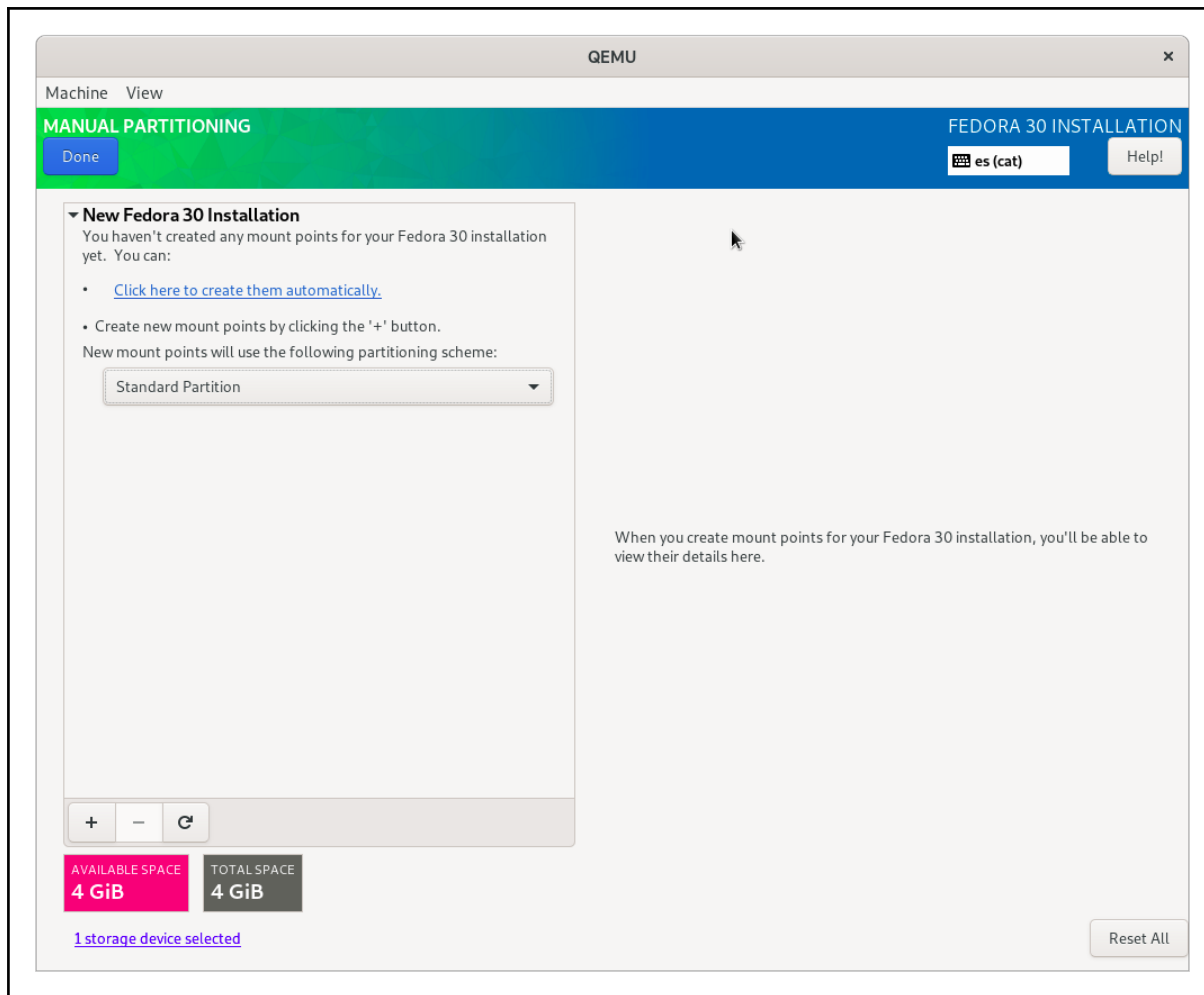 QEMU
Machine View
MANUAL PARTITIONING
FEDORA 30 INSTALLATION
Done
es (cat)
Help!
New Fedora 30 Installation
You haven't created any mount points for your Fedora 30 installation
yet. You can:
• Click here to create them automatically.
• Create new mount points by clicking the '+' button.
New mount points will use the following partitioning scheme:
Standard Partition
When you create mount points for your Fedora 30 installation, you'll be able to
view their details here.
AVAILABLE SPACE
4 GiB
TOTAL SPACE
4 GiB
1 storage device selected
Reset All